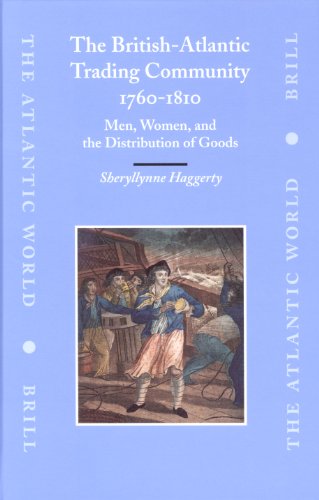 The British-Atlantic
Trading Community
1760-1810
Men, Women, and
the Distribution of Goods
Sheryllynne Haggerty
THE ATLANTIC WORLD • BRILL
THE ATLANTIC WORLD • BRILL